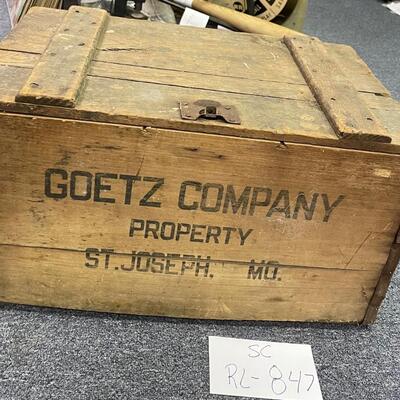 GOETZ COMPANY
PROPERTY
ST. JOSEPH. MO.
SC
RL-847